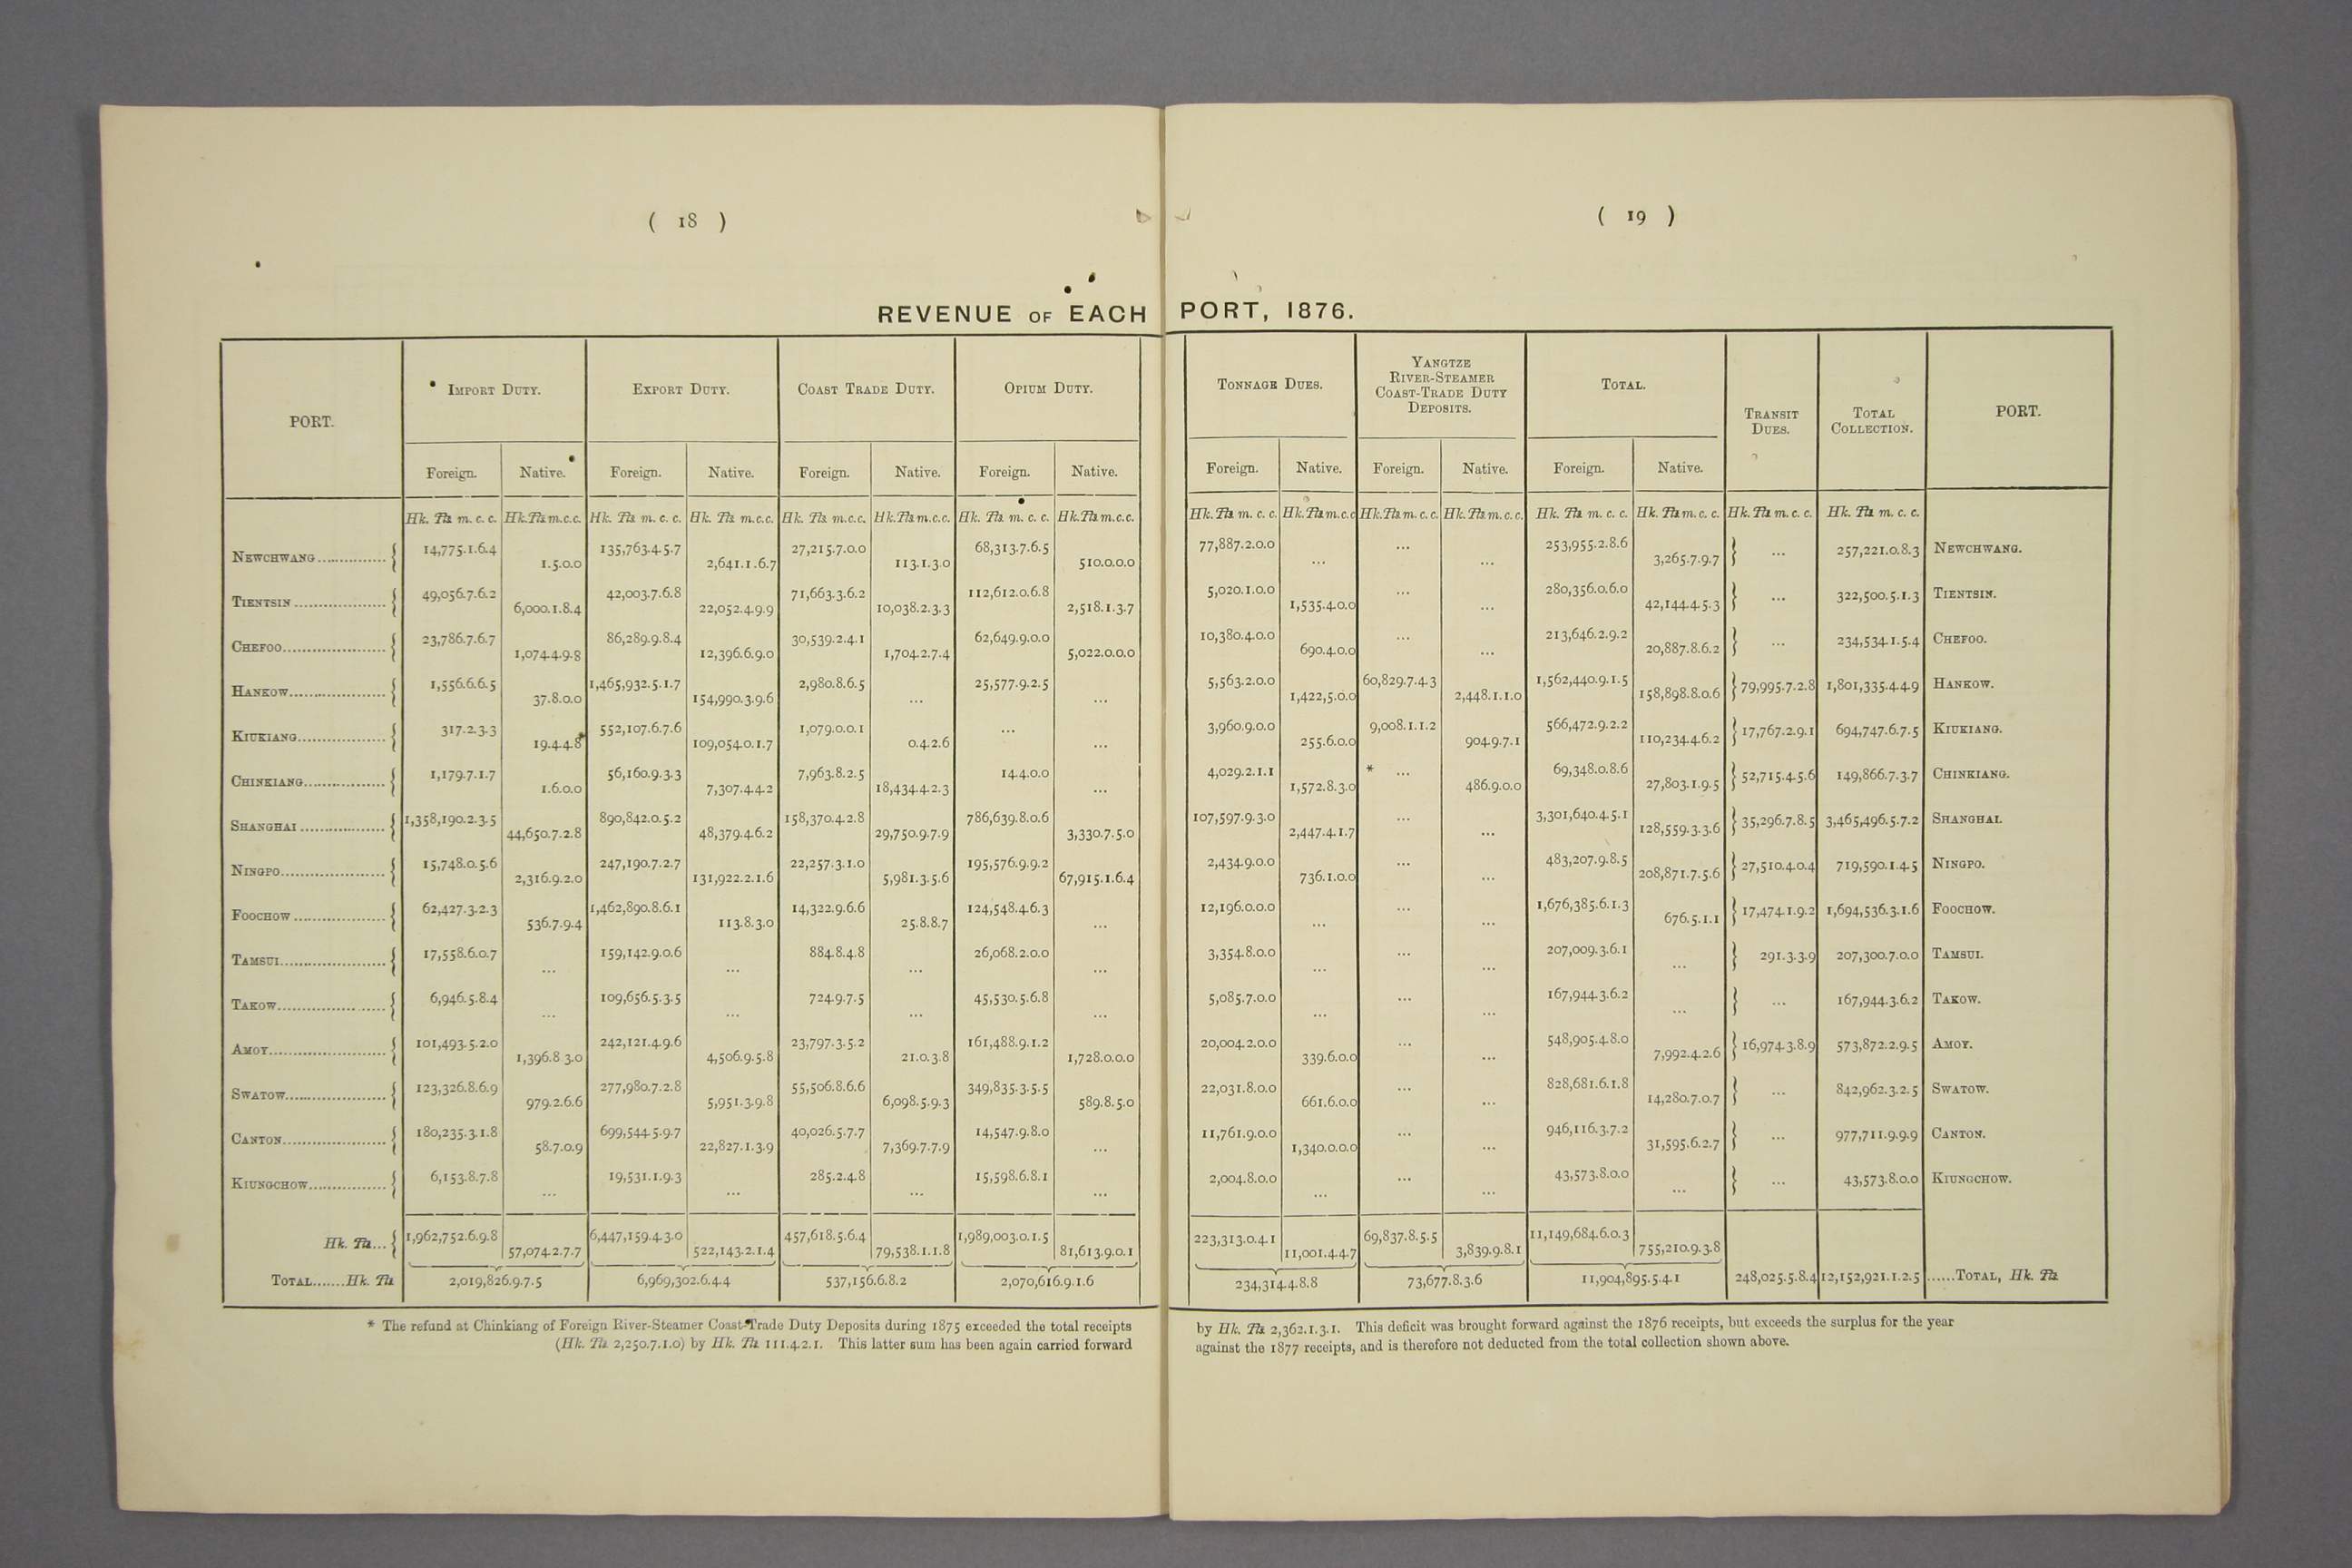 ( 18 )
REVENUE OF EACH
PORT. IMPORT DUTY. EXPORT DUTY. COAST TRADE DUTY. OPIUM DUTY.
Foreign. Native. Foreign. Native. Foreign. Native. Foreign. Native.
Hk. Tls m. c. c. Hk. Tls m.c.c. Hk. Tls m. c. c. Hk. Tls m.c.c. Hk. Tls m.c.c. Hk. Tls m.c.c. Hk. Tls m. c. c. Hk. Tls m.c.c.
NEWCHWANG............... { 14,775.1.6.4 1.5.0.0 135,763.4.5.7 2,641.1.6.7 27,215.7.0.0 113.1.3.0 68,313.7.6.5 510.0.0.0
TIENTSIN................... { 49,056.7.6.2 6,000.1.8.4 42,003.7.6.8 22,052.4.9.9 71,663.3.6.2 10,038.2.3.3 112,612.0.6.8 2,518.1.3.7
CHEFOO..................... { 23,786.7.6.7 1,074.4.9.8 86,289.9.8.4 12,396.6.9.0 30,539.2.4.1 1,704.2.7.4 62,649.9.0.0 5,022.0.0.0
HANKOW.................... { 1,556.6.6.5 37.8.0.0 1,465,932.5.1.7 154,990.3.9.6 2,980.8.6.5 ... 25,577.9.2.5 ...
KIUKIANG.................. { 317.2.3.3 19.4.4.8 552,107.6.7.6 109,054.0.1.7 1,079.0.0.1 0.4.2.6 ... ...
CHINKIANG................. { 1,179.7.1.7 1.6.0.0 56,160.9.3.3 7,307.4.4.2 7,963.8.2.5 18,434.4.2.3 14.4.0.0 ...
SHANGHAI ................. { 1,358,190.2.3.5 44,650.7.2.8 890,842.0.5.2 48,379.4.6.2 158,370.4.2.8 29,750.9.7.9 786,639.8.0.6 3,330.7.5.0
NINGPO..................... { 15,748.0.5.6 2,316.9.2.0 247,190.7.2.7 131,922.2.1.6 22,257.3.1.0 5,981.3.5.6 195,576.9.9.2 67,915.1.6.4
FOOCHOW ................... { 62,427.3.2.3 536.7.9.4 1,462,890.8.6.1 113.8.3.0 14,322.9.6.6 25.8.8.7 124,548.4.6.3 ...
TAMSUI...................... { 17,558.6.0.7 ... 159,142.9.0.6 ... 884.8.4.8 ... 26,068.2.0.0 ...
TAKOW...................... { 6,946.5.8.4 ... 109,656.5.3.5 ... 724.9.7.5 ... 45,530.5.6.8 ...
AMOY........................ { 101,493.5.2.0 1,396.8 3.0 242,121.4.9.6 4,506.9.5.8 23,797.3.5.2 21.0.3.8 161,488.9.1.2 1,728.0.0.0
SWATOW..................... { 123,326.8.6.9 979.2.6.6 277,980.7.2.8 5,951.3.9.8 55,506.8.6.6 6,098.5.9.3 349,835.3.5.5 589.8.5.0
CANTON..................... { 180,235.3.1.8 58.7.0.9 699,544.5.9.7 22,827.1.3.9 40,026.5.7.7 7,369.7.7.9 14,547.9.8.0 ...
KIUNGCHOW................ { 6,153.8.7.8 ... 19,531.1.9.3 ... 285.2.4.8 ... 15,598.6.8.1 ...
Hk. Tls... { 1,962,752.6.9.8 57,074.2.7.7 6,447,159.4.3.0 522,143.2.1.4 457,618.5.6.4 79,538.1.1.8 1,989,003.0.1.5 81,613.9.0.1
TOTAL.......Hk. Tls 2,019,826.9.7.5 6,969,302.6.4.4 537,156.6.8.2 2,070,616.9.1.6
* The refund at Chinkiang of Foreign River-Steamer Coast-Trade Duty Deposits during 1875 exceeded the total receipts
(Hk. Tls 2,250.7.1.0) by Hk. Tls 111.4.2.1. This latter sum has been again carried forward
( 19 )
PORT, 1876.
TONNAGE DUES. YANGTZE RIVER-STEAMER COAST-TRADE DUTY DEPOSITS. TOTAL. TRANSIT DUES. TOTAL COLLECTION. PORT.
Foreign. Native. Foreign. Native. Foreign. Native.
Hk. Tls m. c. c. Hk. Tls m.c.c Hk. Tls m. c. c. Hk. Tls m. c. c. Hk. Tls m. c. c. Hk. Tls m. c. c. Hk. Tls m. c. c. Hk. Tls m. c. c.
77,887.2.0.0 ... ... ... 253,955.2.8.6 3,265.7.9.7 } ... 257,221.0.8.3 NEWCHWANG.
5,020.1.0.0 1,535.4.0.0 ... ... 280,356.0.6.0 42,144.4.5.3 } ... 322,500.5.1.3 TIENTSIN.
10,380.4.0.0 690.4.0.0 ... ... 213,646.2.9.2 20,887.8.6.2 } ... 234,534.1.5.4 CHEFOO.
5,563.2.0.0 1,422,5.0.0 60,829.7.4.3 2,448.1.1.0 1,562,440.9.1.5 158,898.8.0.6 } 79,995.7.2.8 1,801,335.4.4.9 HANKOW.
3,960.9.0.0 255.6.0.0 9,008.1.1.2 904.9.7.1 566,472.9.2.2 110,234.4.6.2 } 17,767.2.9.1 694,747.6.7.5 KIUKIANG.
4,029.2.1.1 1,572.8.3.0 * ... 486.9.0.0 69,348.0.8.6 27,803.1.9.5 } 52,715.4.5.6 149,866.7.3.7 CHINKIANG.
107,597.9.3.0 2,447.4.1.7 ... ... 3,301,640.4.5.1 128,559.3.3.6 } 35,296.7.8.5 3,465,496.5.7.2 SHANGHAI.
2,434.9.0.0 736.1.0.0 ... ... 483,207.9.8.5 208,871.7.5.6 } 27,510.4.0.4 719,590.1.4.5 NINGPO.
12,196.0.0.0 ... ... ... 1,676,385.6.1.3 676.5.1.1 } 17,474.1.9.2 1,694,536.3.1.6 FOOCHOW.
3,354.8.0.0 ... ... ... 207,009.3.6.1 ... } 291.3.3.9 207,300.7.0.0 TAMSUI.
5,085.7.0.0 ... ... ... 167,944.3.6.2 ... } ... 167,944.3.6.2 TAKOW.
20,004.2.0.0 339.6.0.0 ... ... 548,905.4.8.0 7,992.4.2.6 } 16,974.3.8.9 573,872.2.9.5 AMOY.
22,031.8.0.0 661.6.0.0 ... ... 828,681.6.1.8 14,280.7.0.7 } ... 842,962.3.2.5 SWATOW.
11,761.9.0.0 1,340.0.0.0 ... ... 946,116.3.7.2 31,595.6.2.7 } ... 977,711.9.9.9 CANTON.
2,004.8.0.0 ... ... ... 43,573.8.0.0 ... } ... 43,573.8.0.0 KIUNGCHOW.
223,313.0.4.1 11,001.4.4.7 69,837.8.5.5 3,839.9.8.1 11,149,684.6.0.3 755,210.9.3.8
234,314.4.8.8 73,677.8.3.6 11,904,895.5.4.1 248,025.5.8.4 12,152,921.1.2.5 ......TOTAL, Hk. Tls
by Hk. Tls 2,362.1.3.1. This deficit was brought forward against the 1876 receipts, but exceeds the surplus for the year
against the 1877 receipts, and is therefore not deducted from the total collection shown above.